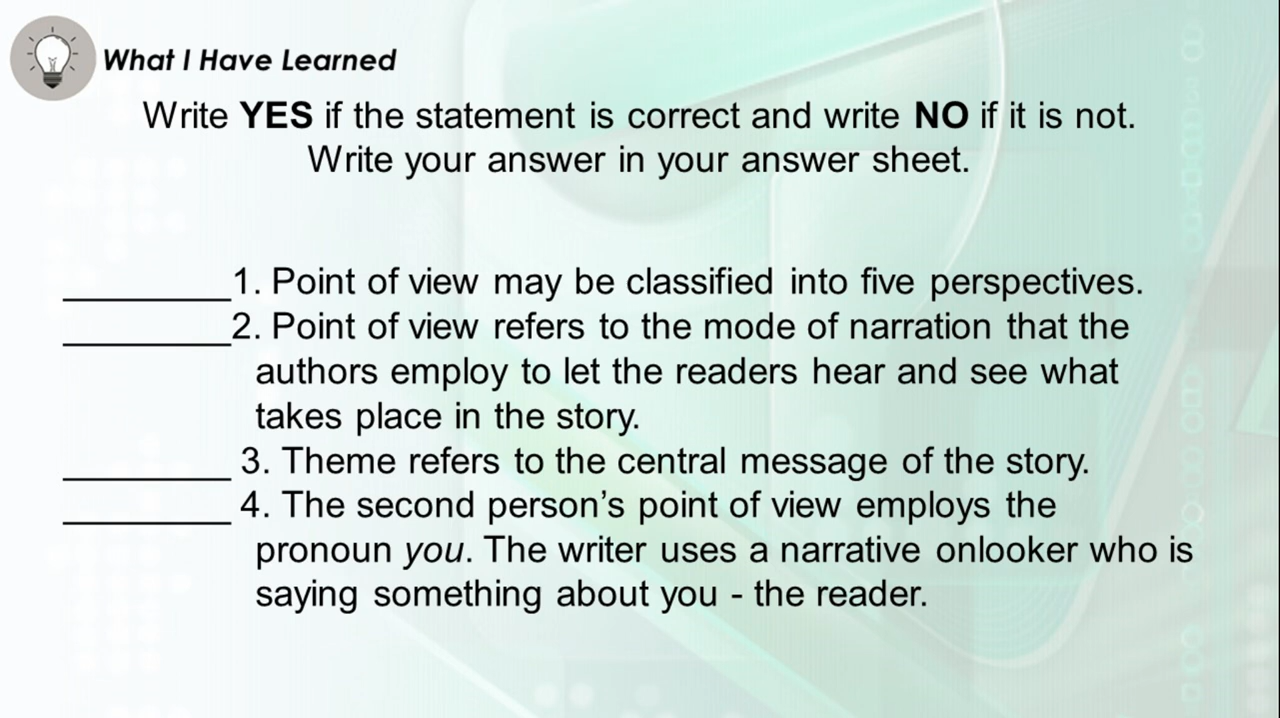 What I Have Learned
Write YES if the statement is correct and write NO if it is not.
Write your answer in your answer sheet.
_________1. Point of view may be classified into five perspectives.
_________2. Point of view refers to the mode of narration that the
authors employ to let the readers hear and see what
takes place in the story.
_________ 3. Theme refers to the central message of the story.
_________ 4. The second person’s point of view employs the
pronoun you. The writer uses a narrative onlooker who is
saying something about you - the reader.